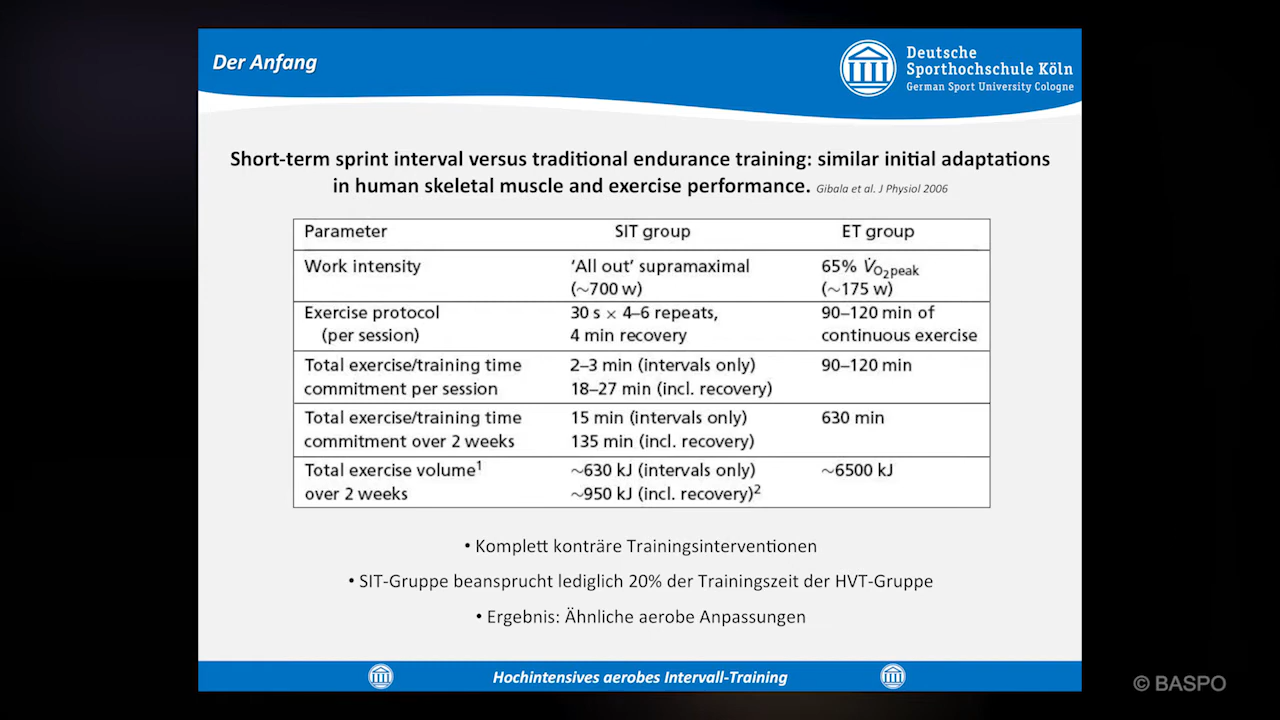 Der Anfang
Deutsche
Sporthochschule Köln
German Sport University Cologne
Short-term sprint interval versus traditional endurance training: similar initial adaptations
in human skeletal muscle and exercise performance. Gibala et al. J Physiol 2006
Parameter SIT group ET group
Work intensity 'All out' supramaximal 65% V̇O₂peak
(∼700 w) (∼175 w)
Exercise protocol 30 s × 4–6 repeats, 90–120 min of
(per session) 4 min recovery continuous exercise
Total exercise/training time 2–3 min (intervals only) 90–120 min
commitment per session 18–27 min (incl. recovery)
Total exercise/training time 15 min (intervals only) 630 min
commitment over 2 weeks 135 min (incl. recovery)
Total exercise volume¹ ∼630 kJ (intervals only) ∼6500 kJ
over 2 weeks ∼950 kJ (incl. recovery)²
• Komplett konträre Trainingsinterventionen
• SIT-Gruppe beansprucht lediglich 20% der Trainingszeit der HVT-Gruppe
• Ergebnis: Ähnliche aerobe Anpassungen
Hochintensives aerobes Intervall-Training
© BASPO